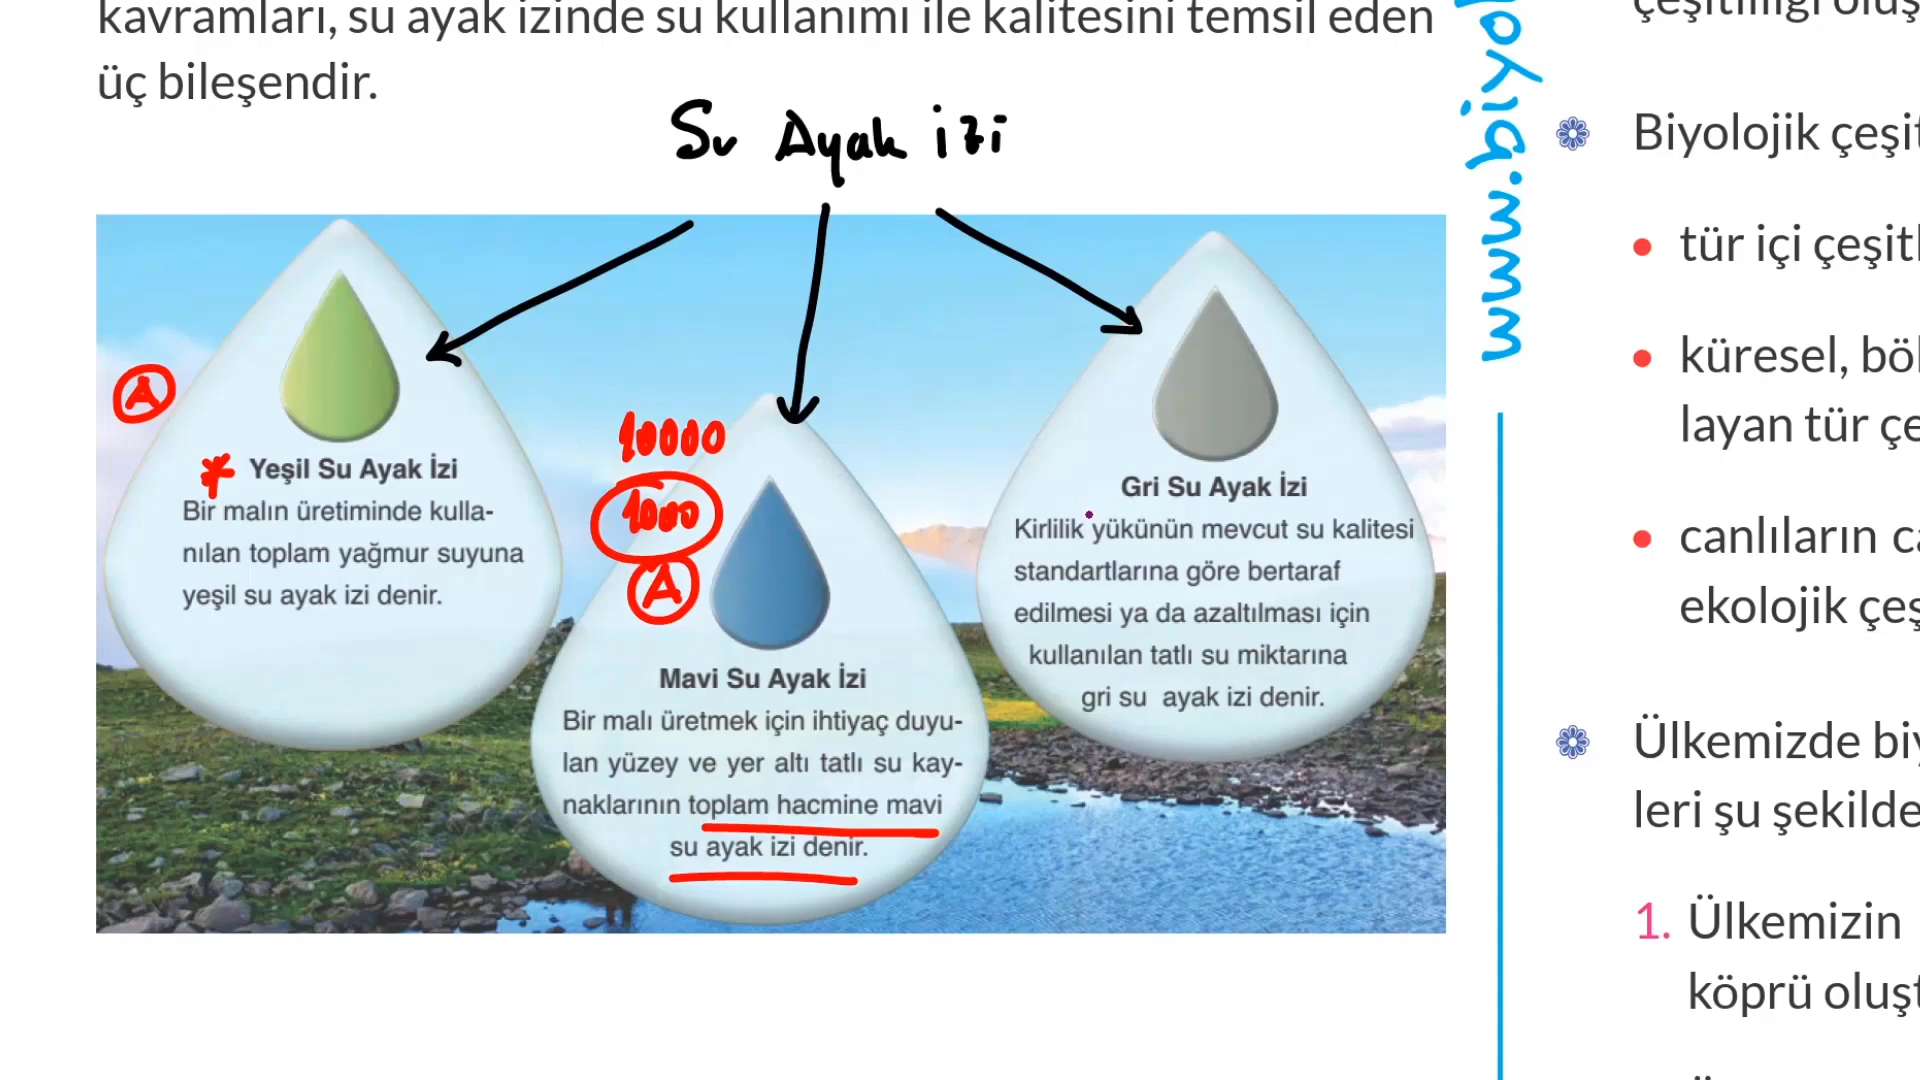 kavramları, su ayak izinde su kullanımı ile kalitesini temsil eden
üç bileşendir.
Su Ayak izi
A
Yeşil Su Ayak İzi
Bir malın üretiminde kulla-
nılan toplam yağmur suyuna
yeşil su ayak izi denir.
10000
1000
A
Mavi Su Ayak İzi
Bir malı üretmek için ihtiyaç duyu-
lan yüzey ve yer altı tatlı su kay-
naklarının toplam hacmine mavi
su ayak izi denir.
Gri Su Ayak İzi
Kirlilik yükünün mevcut su kalitesi
standartlarına göre bertaraf
edilmesi ya da azaltılması için
kullanılan tatlı su miktarına
gri su ayak izi denir.
www.biyo
Biyolojik çeşit
tür içi çeşitl
küresel, böl
layan tür çe
canlıların ca
ekolojik çeş
Ülkemizde biy
leri şu şekilde
1. Ülkemizin
köprü oluşt